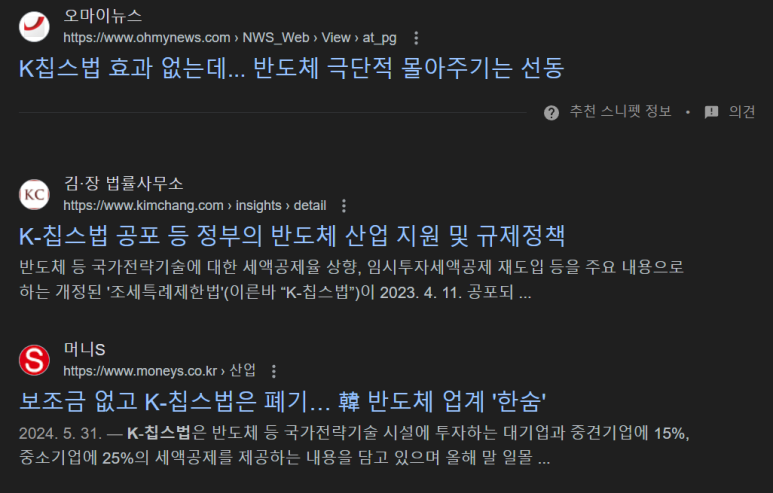 오마이뉴스
https://www.ohmynews.com › NWS_Web › View › at_pg
K칩스법 효과 없는데... 반도체 극단적 몰아주기는 선동
추천 스니펫 정보 • 의견
KC
김·장 법률사무소
https://www.kimchang.com › insights › detail
K-칩스법 공포 등 정부의 반도체 산업 지원 및 규제정책
반도체 등 국가전략기술에 대한 세액공제율 상향, 임시투자세액공제 재도입 등을 주요 내용으로
하는 개정된 '조세특례제한법'(이른바 “K-칩스법”)이 2023. 4. 11. 공포되 ...
S
머니S
https://www.moneys.co.kr › 산업
보조금 없고 K-칩스법은 폐기… 韓 반도체 업계 '한숨'
2024. 5. 31. — K-칩스법은 반도체 등 국가전략기술 시설에 투자하는 대기업과 중견기업에 15%,
중소기업에 25%의 세액공제를 제공하는 내용을 담고 있으며 올해 말 일몰 ...